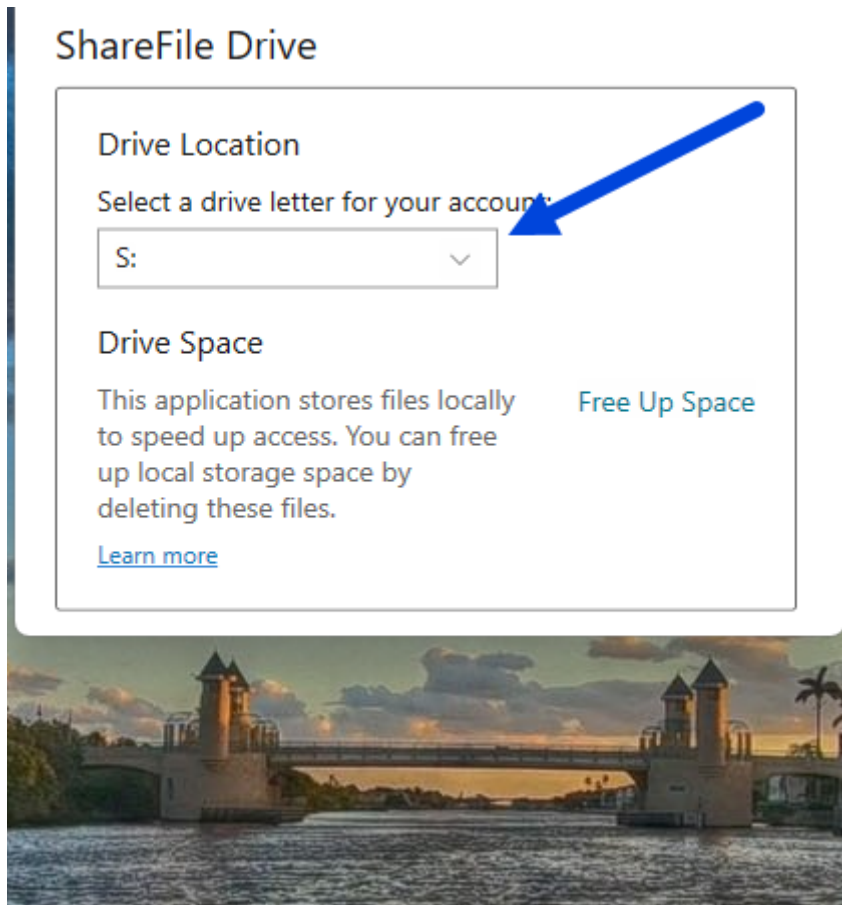 ShareFile Drive
Drive Location
Select a drive letter for your account:
S:
Drive Space
This application stores files locally
to speed up access. You can free
up local storage space by
deleting these files.
Free Up Space
Learn more